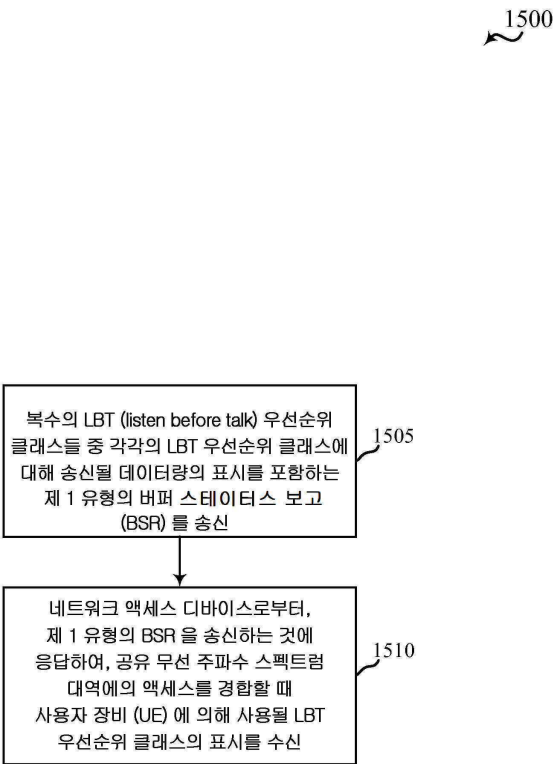 1500
복수의 LBT (listen before talk) 우선순위
클래스들 중 각각의 LBT 우선순위 클래스에
대해 송신될 데이터량의 표시를 포함하는
제 1 유형의 버퍼 스테이터스 보고
(BSR) 를 송신
1505
네트워크 액세스 디바이스로부터,
제 1 유형의 BSR 을 송신하는 것에
응답하여, 공유 무선 주파수 스펙트럼
대역에의 액세스를 경합할 때
사용자 장비 (UE) 에 의해 사용될 LBT
우선순위 클래스의 표시를 수신
1510